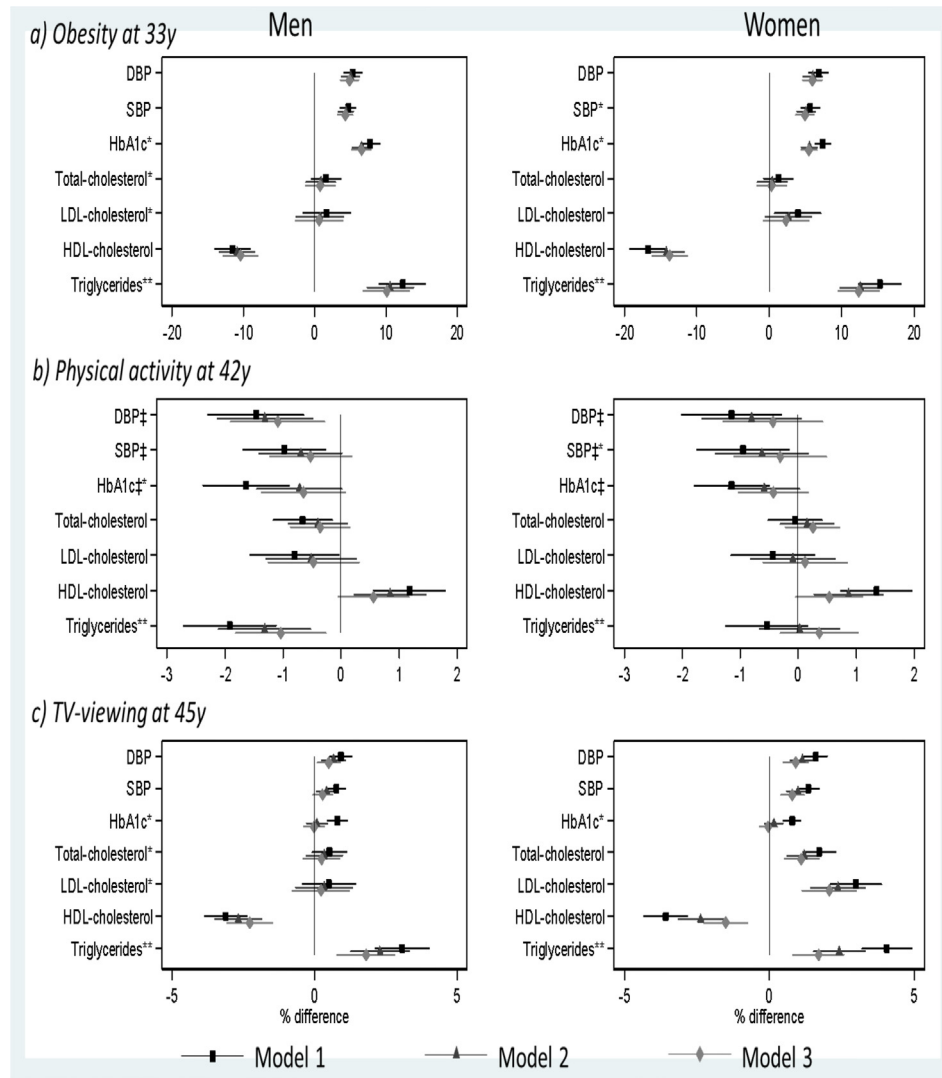 Men Women
a) Obesity at 33y
DBP DBP
SBP SBP*
HbA1c* HbA1c*
Total-cholesterol* Total-cholesterol
LDL-cholesterol* LDL-cholesterol
HDL-cholesterol HDL-cholesterol
Triglycerides** Triglycerides**
-20 -10 0 10 20 -20 -10 0 10 20
b) Physical activity at 42y
DBP‡ DBP‡
SBP‡ SBP‡*
HbA1c‡* HbA1c‡
Total-cholesterol Total-cholesterol
LDL-cholesterol LDL-cholesterol
HDL-cholesterol HDL-cholesterol
Triglycerides** Triglycerides**
-3 -2 -1 0 1 2 -3 -2 -1 0 1 2
c) TV-viewing at 45y
DBP DBP
SBP SBP
HbA1c* HbA1c*
Total-cholesterol* Total-cholesterol
LDL-cholesterol* LDL-cholesterol
HDL-cholesterol HDL-cholesterol
Triglycerides** Triglycerides**
-5 0 5 -5 0 5
% difference % difference
Model 1 Model 2 Model 3